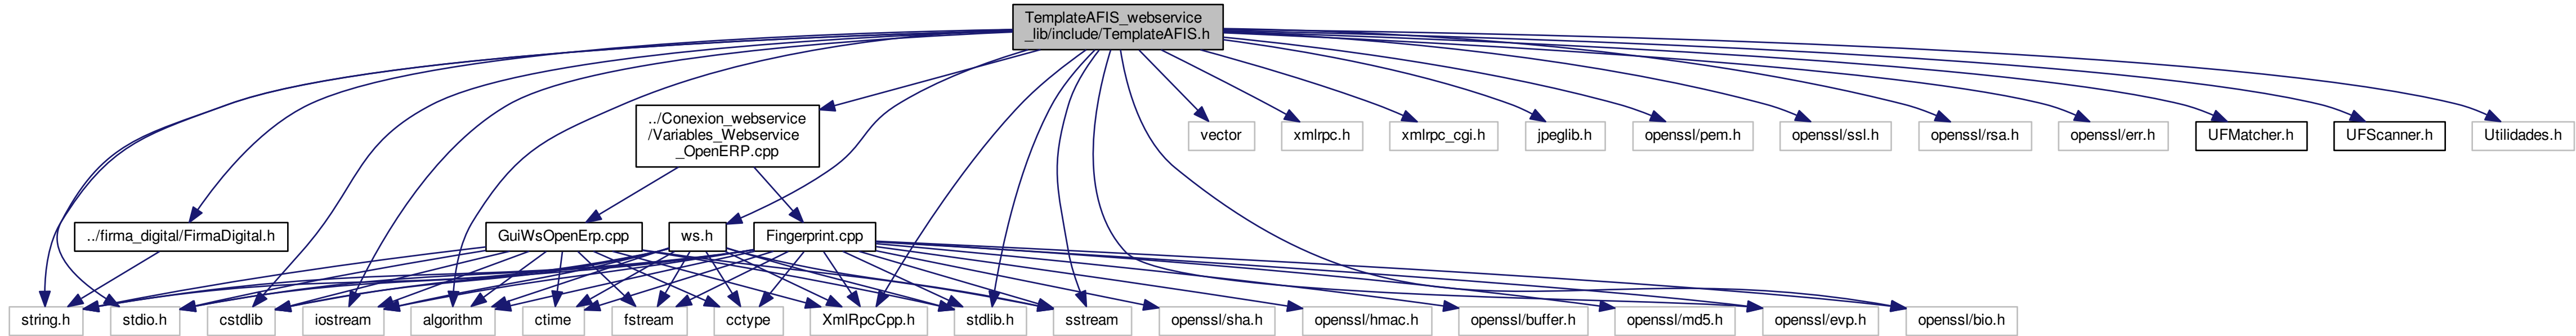 TemplateAFIS_webservice
_lib/include/TemplateAFIS.h
../Conexion_webservice
/Variables_Webservice
_OpenERP.cpp
vector
xmlrpc.h
xmlrpc_cgi.h
jpeglib.h
openssl/pem.h
openssl/ssl.h
openssl/rsa.h
openssl/err.h
UFMatcher.h
UFScanner.h
Utilidades.h
../firma_digital/FirmaDigital.h
GuiWsOpenErp.cpp
ws.h
Fingerprint.cpp
string.h
stdio.h
cstdlib
iostream
algorithm
ctime
fstream
cctype
XmlRpcCpp.h
stdlib.h
sstream
openssl/sha.h
openssl/hmac.h
openssl/buffer.h
openssl/md5.h
openssl/evp.h
openssl/bio.h